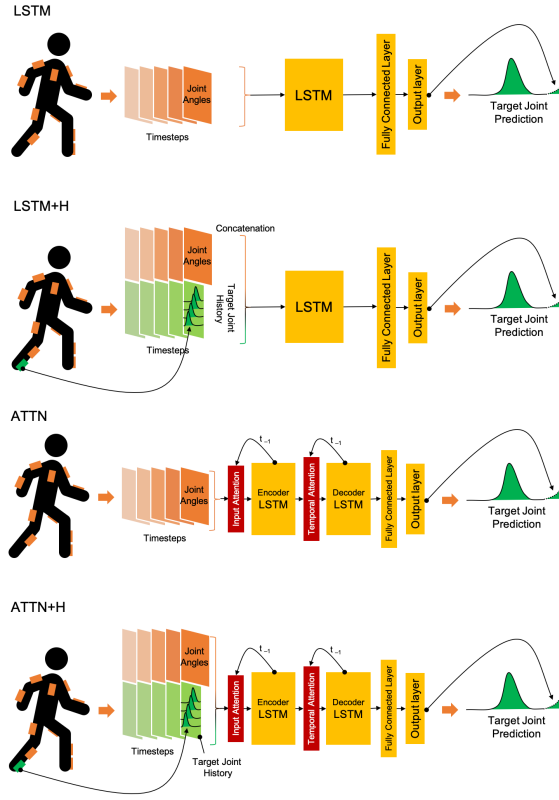 LSTM
Joint
Angles
Timesteps
LSTM
Fully Connected Layer
Output layer
Target Joint
Prediction
LSTM+H
Concatenation
Joint
Angles
Target Joint
History
Timesteps
LSTM
Fully Connected Layer
Output layer
Target Joint
Prediction
ATTN
Joint
Angles
Timesteps
Input Attention
t –1
Encoder
LSTM
Temporal Attention
t –1
Decoder
LSTM
Fully Connected Layer
Output layer
Target Joint
Prediction
ATTN+H
Joint
Angles
Timesteps
Target Joint
History
Input Attention
t –1
Encoder
LSTM
Temporal Attention
t –1
Decoder
LSTM
Fully Connected Layer
Output layer
Target Joint
Prediction